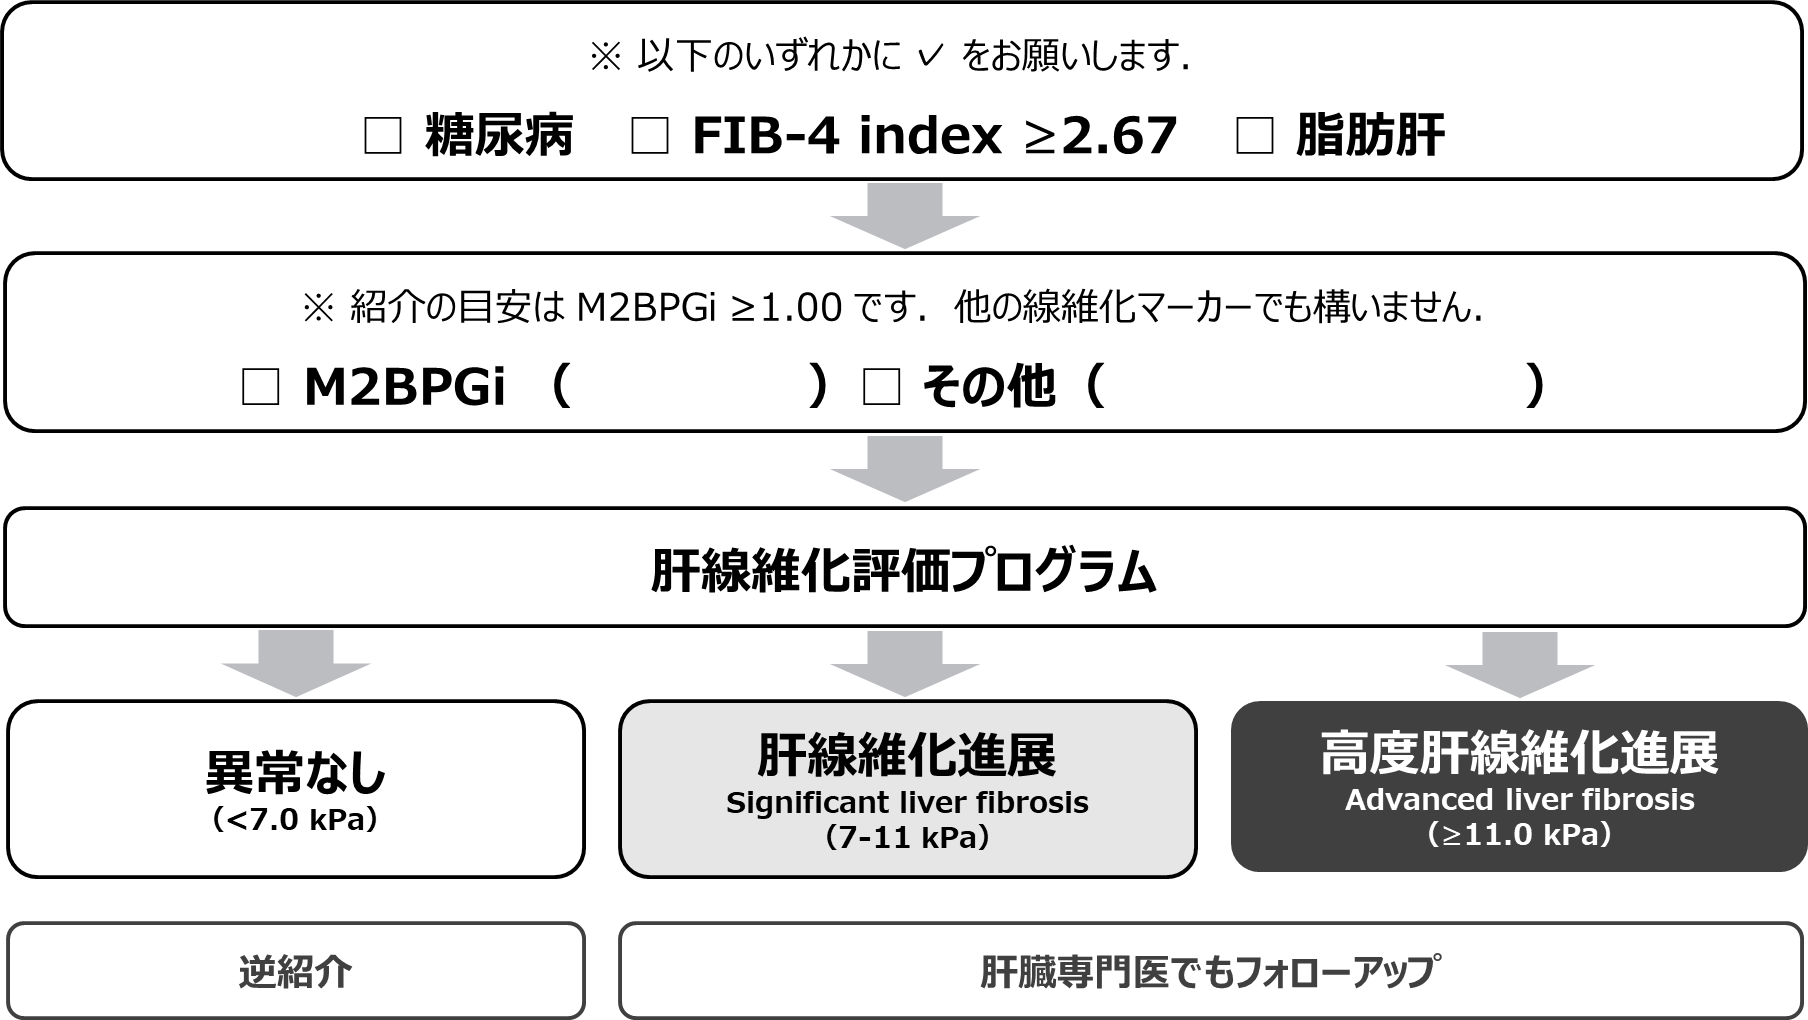 ※ 以下のいずれかに ✓ をお願いします.
□ 糖尿病 □ FIB-4 index ≥2.67 □ 脂肪肝
※ 紹介の目安は M2BPGi ≥1.00 です. 他の線維化マーカーでも構いません.
□ M2BPGi （ ） □ その他（ ）
肝線維化評価プログラム
異常なし
（<7.0 kPa）
肝線維化進展
Significant liver fibrosis
（7-11 kPa）
高度肝線維化進展
Advanced liver fibrosis
（≥11.0 kPa）
逆紹介
肝臓専門医でもフォローアップ